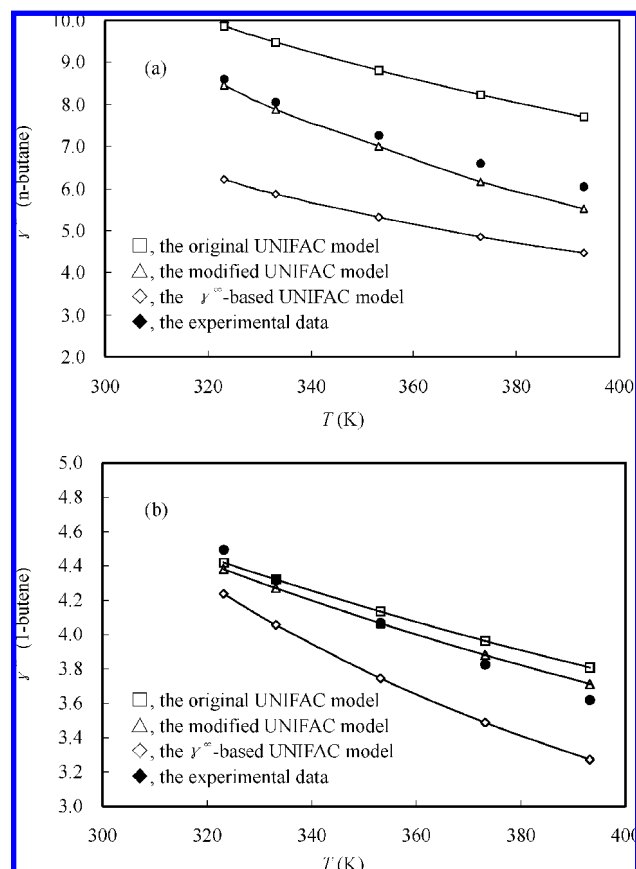 10.0
(a)
9.0
8.0
7.0
6.0
5.0
4.0
3.0
2.0
γ∞ (n-butane)
□, the original UNIFAC model
△, the modified UNIFAC model
◇, the γ∞-based UNIFAC model
◆, the experimental data
300 320 340 360 380 400
T (K)
5.0
(b)
4.8
4.6
4.4
4.2
4.0
3.8
3.6
3.4
3.2
3.0
(1-butene)
□, the original UNIFAC model
△, the modified UNIFAC model
◇, the γ∞-based UNIFAC model
◆, the experimental data
300 320 340 360 380 400
T (K)